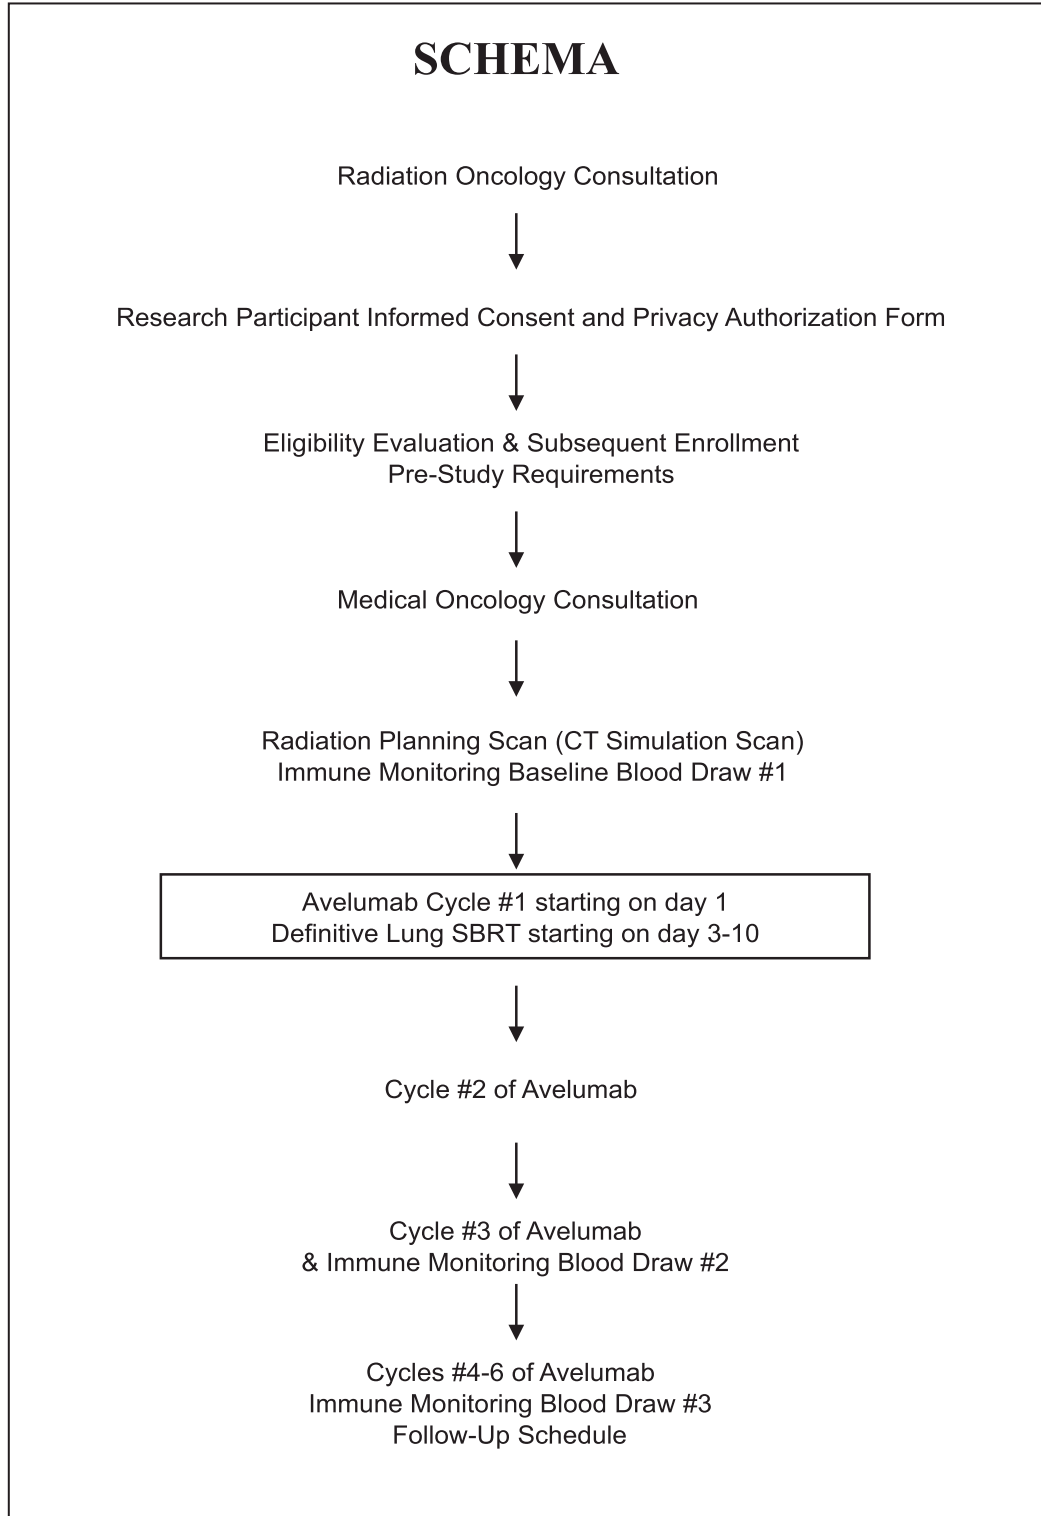 SCHEMA
Radiation Oncology Consultation
Research Participant Informed Consent and Privacy Authorization Form
Eligibility Evaluation & Subsequent Enrollment
Pre-Study Requirements
Medical Oncology Consultation
Radiation Planning Scan (CT Simulation Scan)
Immune Monitoring Baseline Blood Draw #1
Avelumab Cycle #1 starting on day 1
Definitive Lung SBRT starting on day 3-10
Cycle #2 of Avelumab
Cycle #3 of Avelumab
& Immune Monitoring Blood Draw #2
Cycles #4-6 of Avelumab
Immune Monitoring Blood Draw #3
Follow-Up Schedule